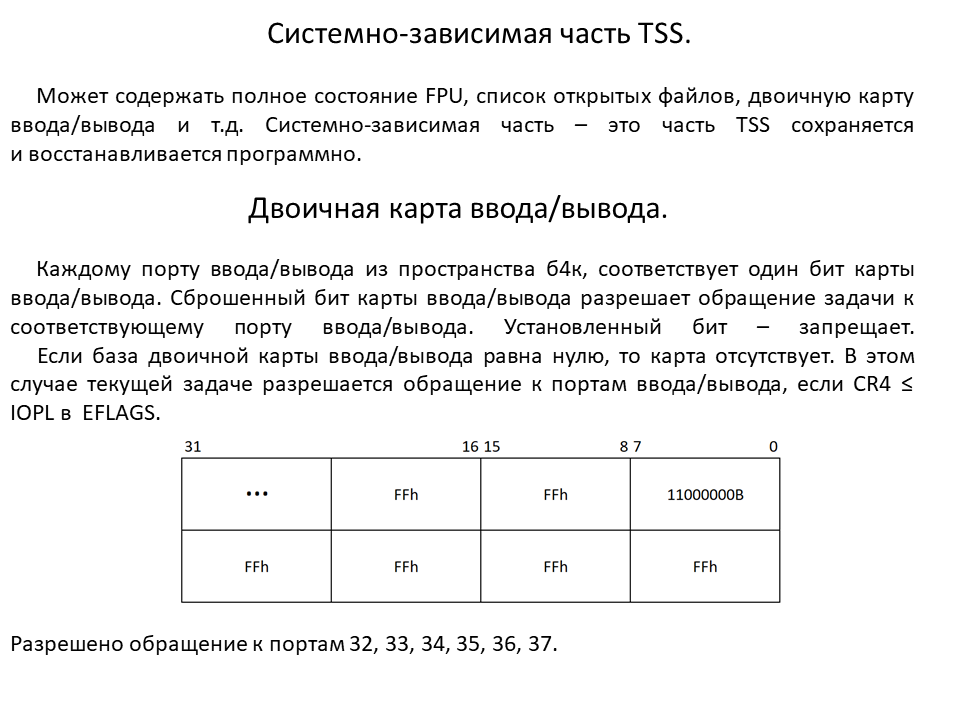 Системно-зависимая часть TSS.
Может содержать полное состояние FPU, список открытых файлов, двоичную карту
ввода/вывода и т.д. Системно-зависимая часть – это часть TSS сохраняется
и восстанавливается программно.
Двоичная карта ввода/вывода.
Каждому порту ввода/вывода из пространства б4к, соответствует один бит карты
ввода/вывода. Сброшенный бит карты ввода/вывода разрешает обращение задачи к
соответствующему порту ввода/вывода. Установленный бит – запрещает.
Если база двоичной карты ввода/вывода равна нулю, то карта отсутствует. В этом
случае текущей задаче разрешается обращение к портам ввода/вывода, если CR4 ≤
IOPL в EFLAGS.
31 16 15 8 7 0
... FFh FFh 11000000B
FFh FFh FFh FFh
Разрешено обращение к портам 32, 33, 34, 35, 36, 37.